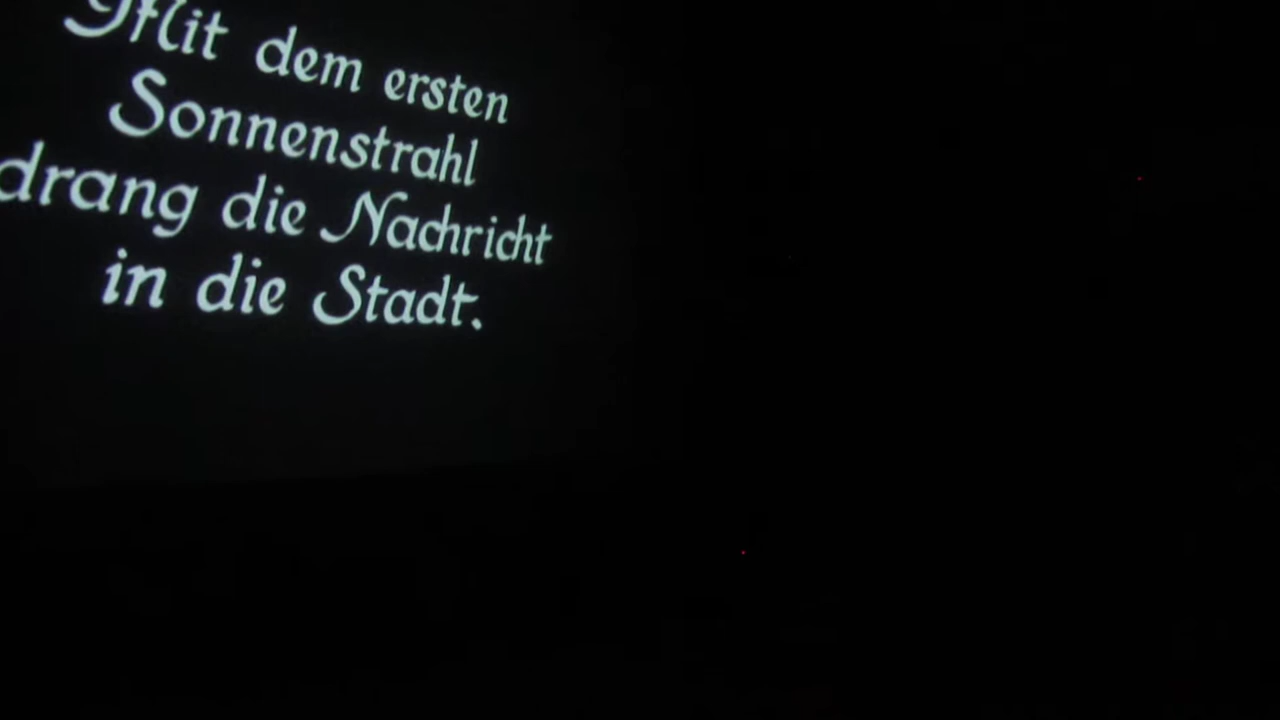 Mit dem ersten
Sonnenstrahl
drang die Nachricht
in die Stadt.